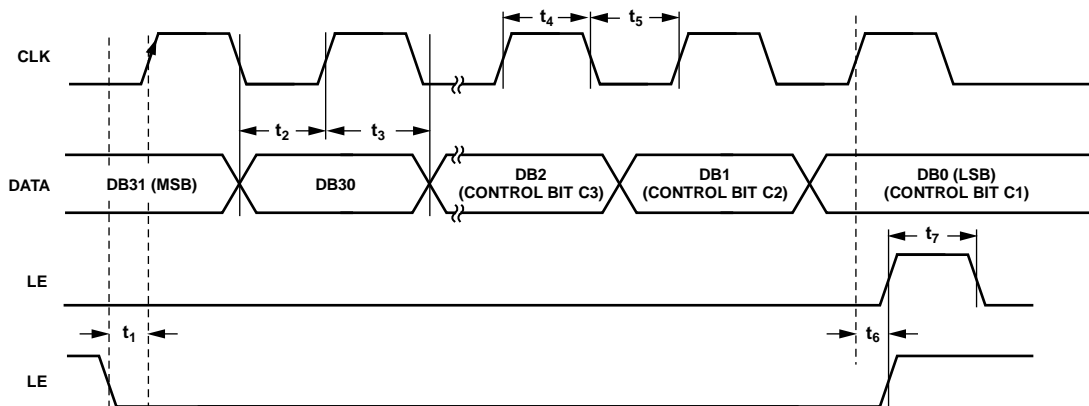 t4 t5
CLK
t2 t3
DATA
DB31 (MSB) DB30 DB2 (CONTROL BIT C3) DB1 (CONTROL BIT C2) DB0 (LSB) (CONTROL BIT C1)
t7
LE
t1 t6
LE